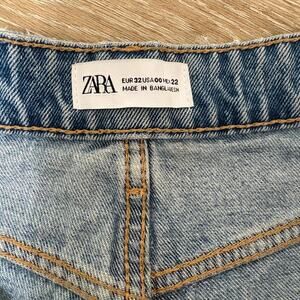 ZARA
EUR 32 USA 00 MEX 22
MADE IN BANGLADESH